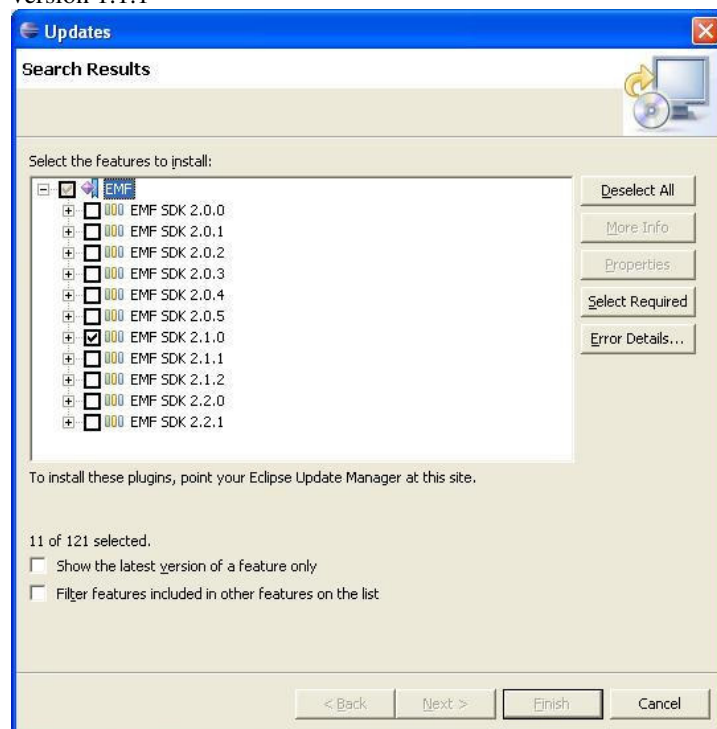 version 1.1.1
Updates
Search Results
Select the features to install:
EMF
EMF SDK 2.0.0
EMF SDK 2.0.1
EMF SDK 2.0.2
EMF SDK 2.0.3
EMF SDK 2.0.4
EMF SDK 2.0.5
EMF SDK 2.1.0
EMF SDK 2.1.1
EMF SDK 2.1.2
EMF SDK 2.2.0
EMF SDK 2.2.1
Deselect All
More Info
Properties
Select Required
Error Details...
To install these plugins, point your Eclipse Update Manager at this site.
11 of 121 selected.
Show the latest version of a feature only
Filter features included in other features on the list
< Back
Next >
Finish
Cancel